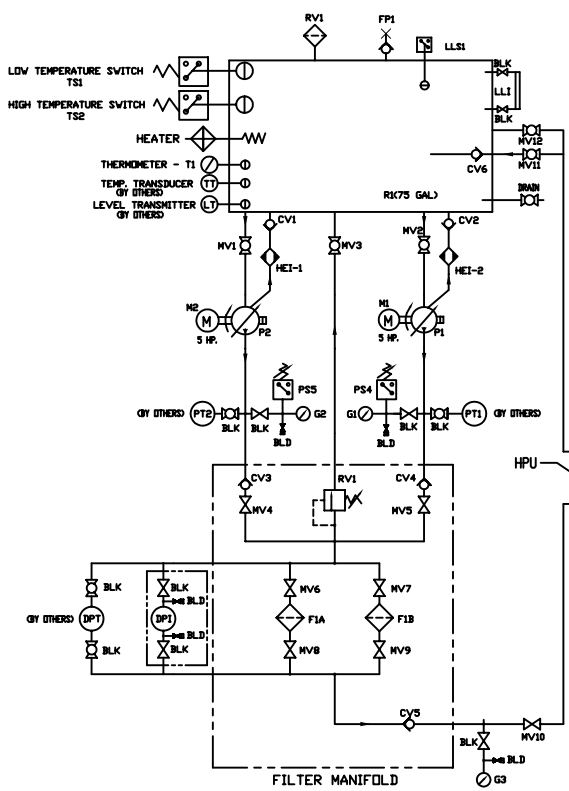 RV1
FP1
LLS1
BLK
LLI
BLK
LOW TEMPERATURE SWITCH
TS1
HIGH TEMPERATURE SWITCH
TS2
HEATER
THERMOMETER - T1
TEMP. TRANSDUCER
(BY OTHERS)
TT
LEVEL TRANSMITTER
(BY OTHERS)
LT
MV12
MV11
CV6
DRAIN
R1(75 GAL)
CV1
CV2
MV1
MV3
MV2
HEI-1
HEI-2
M2
M
5 HP.
P2
M1
M
5 HP.
P1
PS5
PS4
(BY OTHERS)
PT2
BLK
BLK
G2
BLD
G1
BLK
BLK
PT1
(BY OTHERS)
BLD
HPU
CV3
RV1
CV4
MV4
MV5
BLK
BLK
BLD
MV6
MV7
(BY OTHERS)
DPT
DPI
F1A
F1B
BLD
BLK
BLK
MV8
MV9
CV5
MV10
BLK
BLD
G3
FILTER MANIFOLD